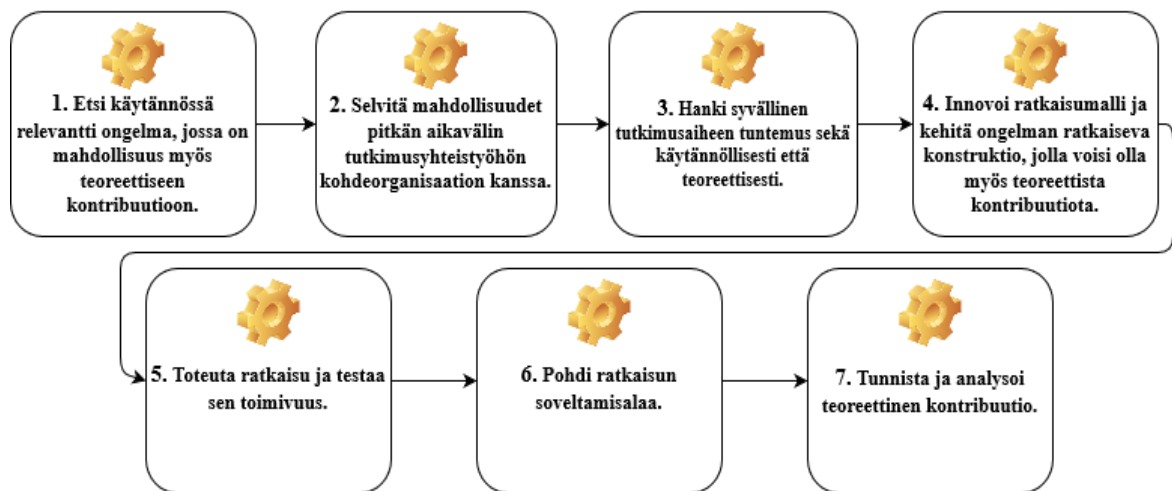 1. Etsi käytännössä
relevantti ongelma, jossa on
mahdollisuus myös
teoreettiseen
kontribuutioon.
2. Selvitä mahdollisuudet
pitkän aikavälin
tutkimusyhteistyöhön
kohdeorganisaation kanssa.
3. Hanki syvällinen
tutkimusaiheen tuntemus sekä
käytännöllisesti että
teoreettisesti.
4. Innovoi ratkaisumalli ja
kehitä ongelman ratkaiseva
konstruktio, jolla voisi olla
myös teoreettista
kontribuutiota.
5. Toteuta ratkaisu ja testaa
sen toimivuus.
6. Pohdi ratkaisun
soveltamisalaa.
7. Tunnista ja analysoi
teoreettinen kontribuutio.